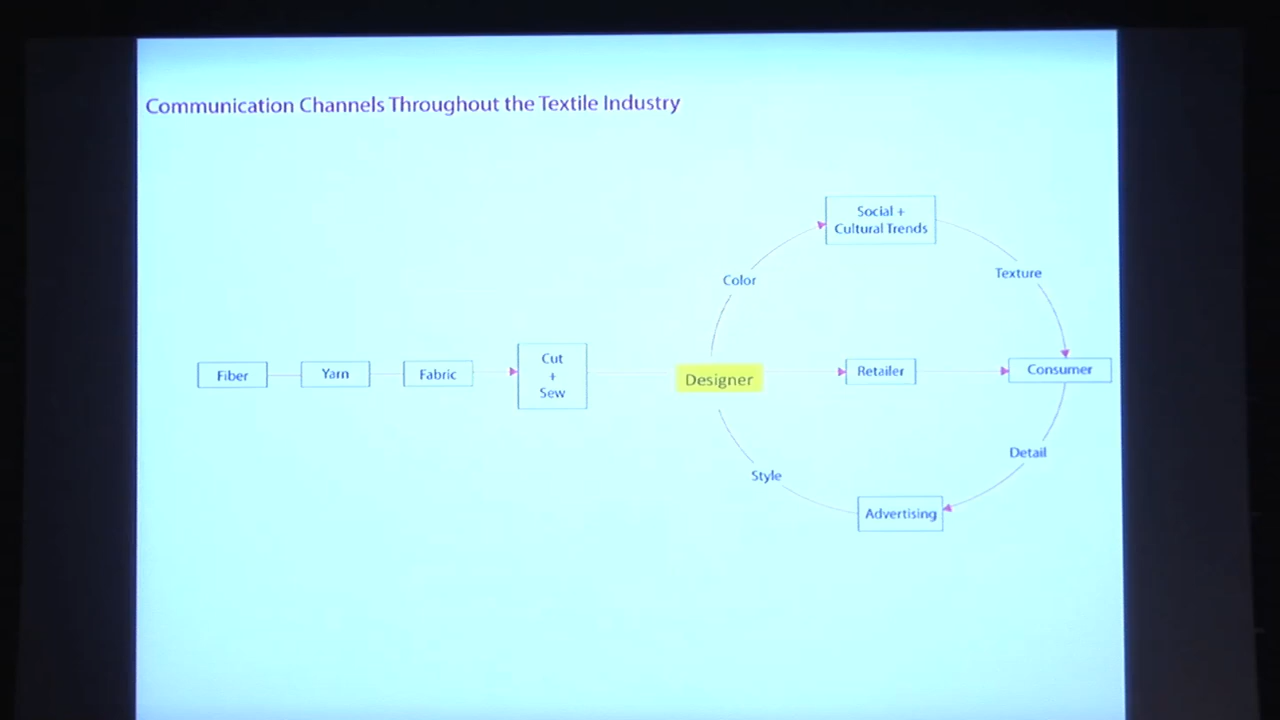 Communication Channels Throughout the Textile Industry
Social +
Cultural Trends
Color
Texture
Fiber
Yarn
Fabric
Cut
+
Sew
Designer
Retailer
Consumer
Detail
Style
Advertising